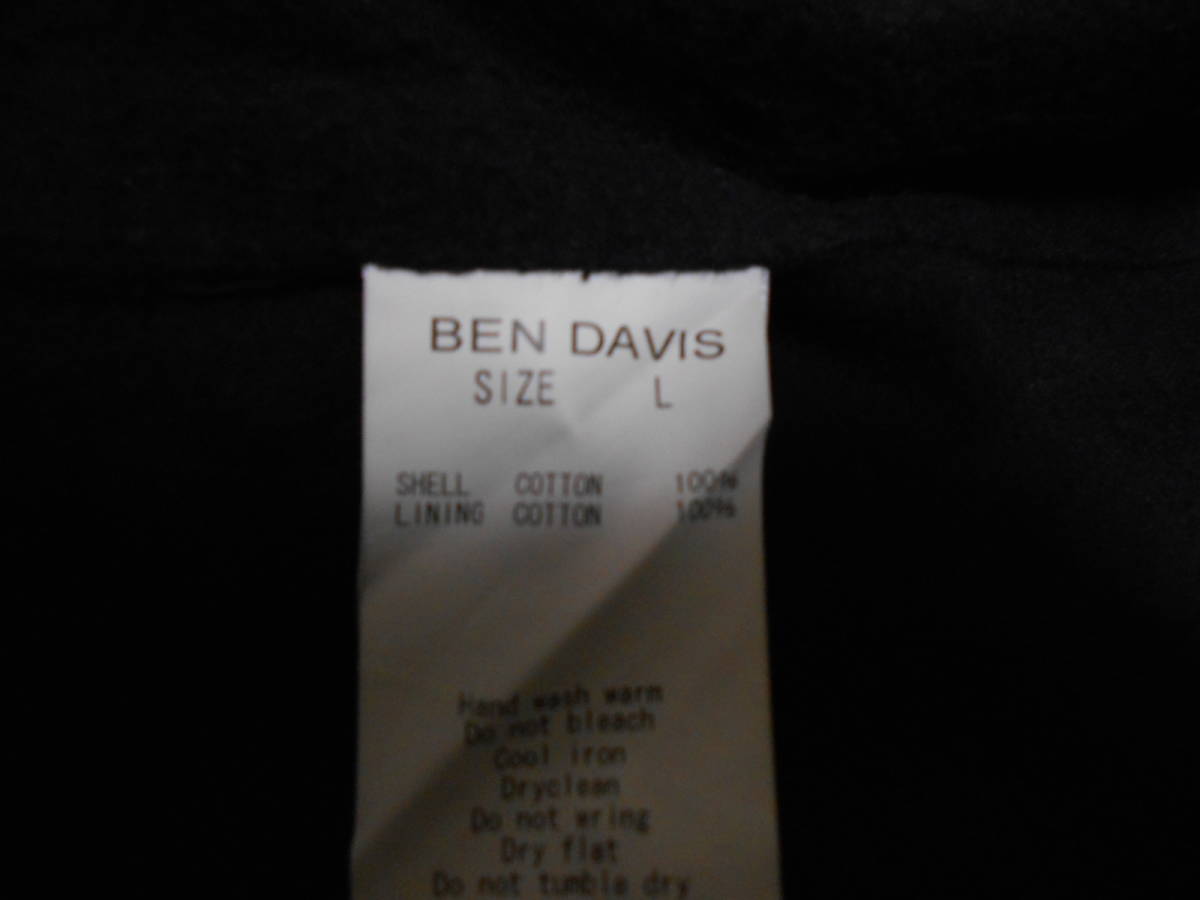 BEN DAVIS
SIZE L
SHELL COTTON 100%
LINING COTTON 100%
Hand wash warm
Do not bleach
Cool iron
Dryclean
Do not wring
Dry flat
Do not tumble dry